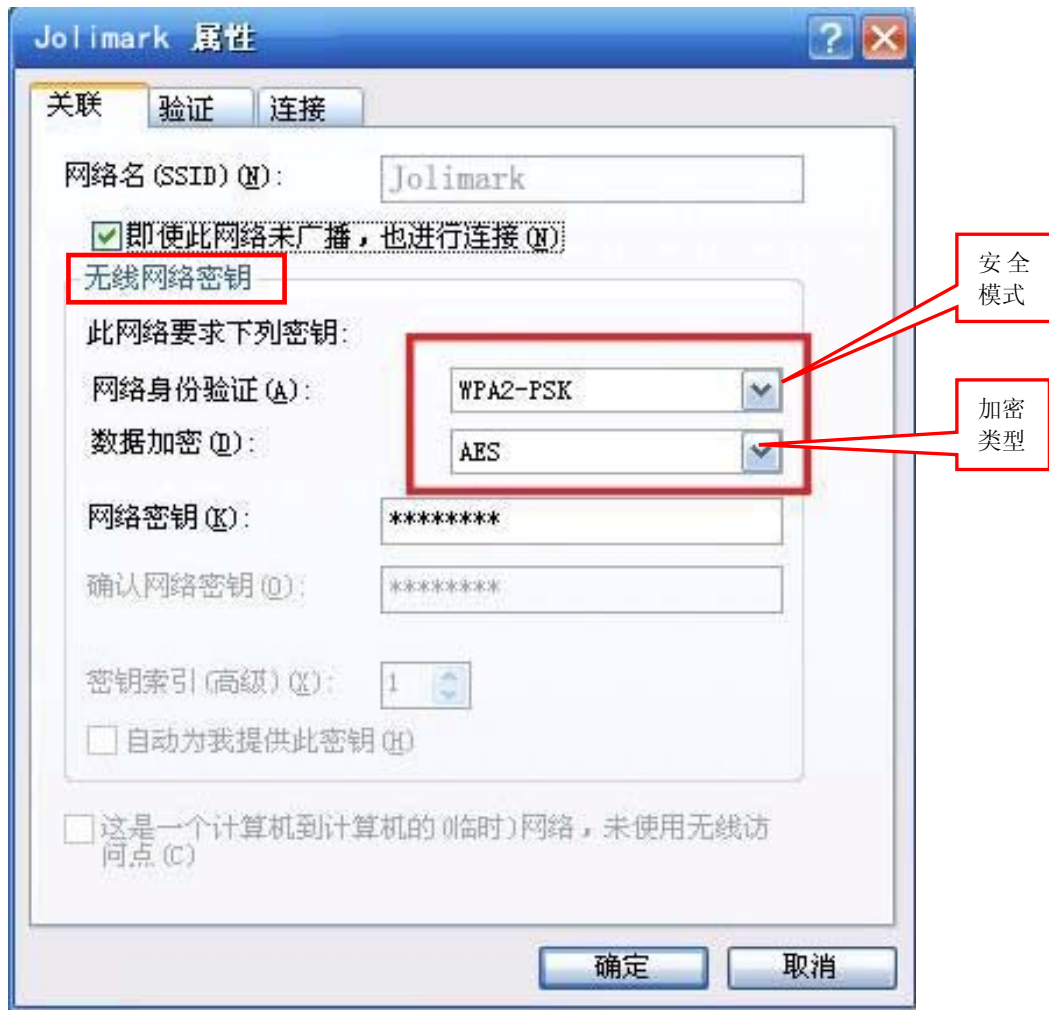 Jolimark 属性
关联 验证 连接
网络名(SSID)(N): Jolimark
即使此网络未广播，也进行连接(N)
无线网络密钥
此网络要求下列密钥:
网络身份验证(A): WPA2-PSK
数据加密(D): AES
网络密钥(K): ********
确认网络密钥(O): ********
密钥索引(高级)(X): 1
自动为我提供此密钥(H)
这是一个计算机到计算机的(临时)网络，未使用无线访
问点(C)
确定 取消
安全
模式
加密
类型